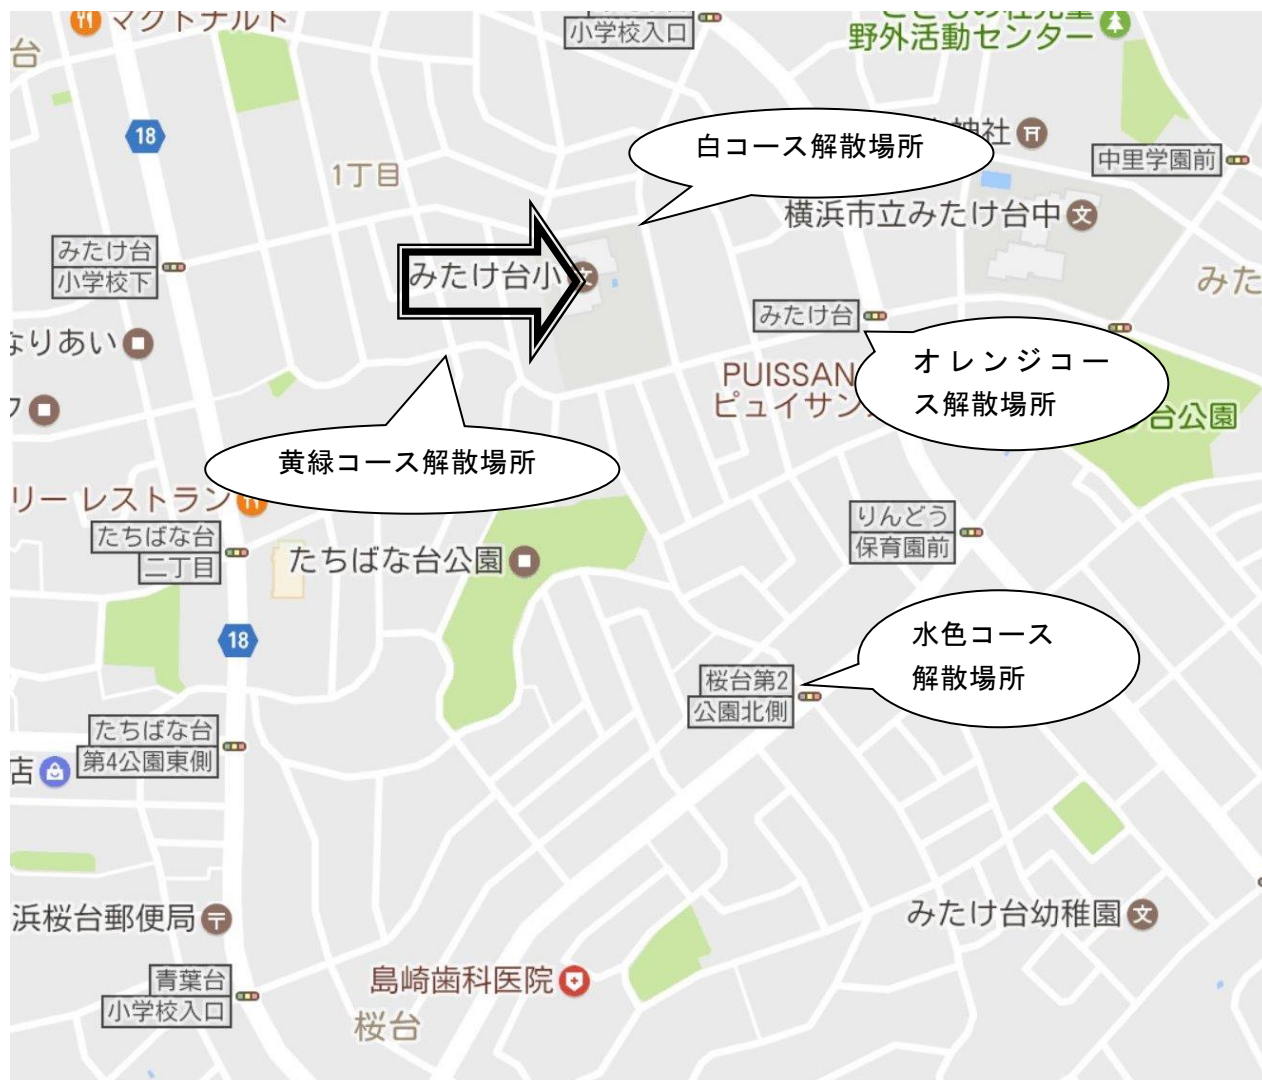 マクドナルド
小学校入口
野外活動センター
台
18
白コース解散場所
神社
中里学園前
1丁目
横浜市立みたけ台中
みたけ台
小学校下
みたけ台小
みた
みたけ台
なりあい
オレンジコー
ス解散場所
PUISSAN
ピュイサン
フ
台公園
黄緑コース解散場所
リーレストラン
たちばな台
二丁目
りんどう
保育園前
たちばな台公園
18
水色コース
解散場所
桜台第2
公園北側
たちばな台
第4公園東側
店
浜桜台郵便局
みたけ台幼稚園
青葉台
小学校入口
島崎歯科医院
桜台